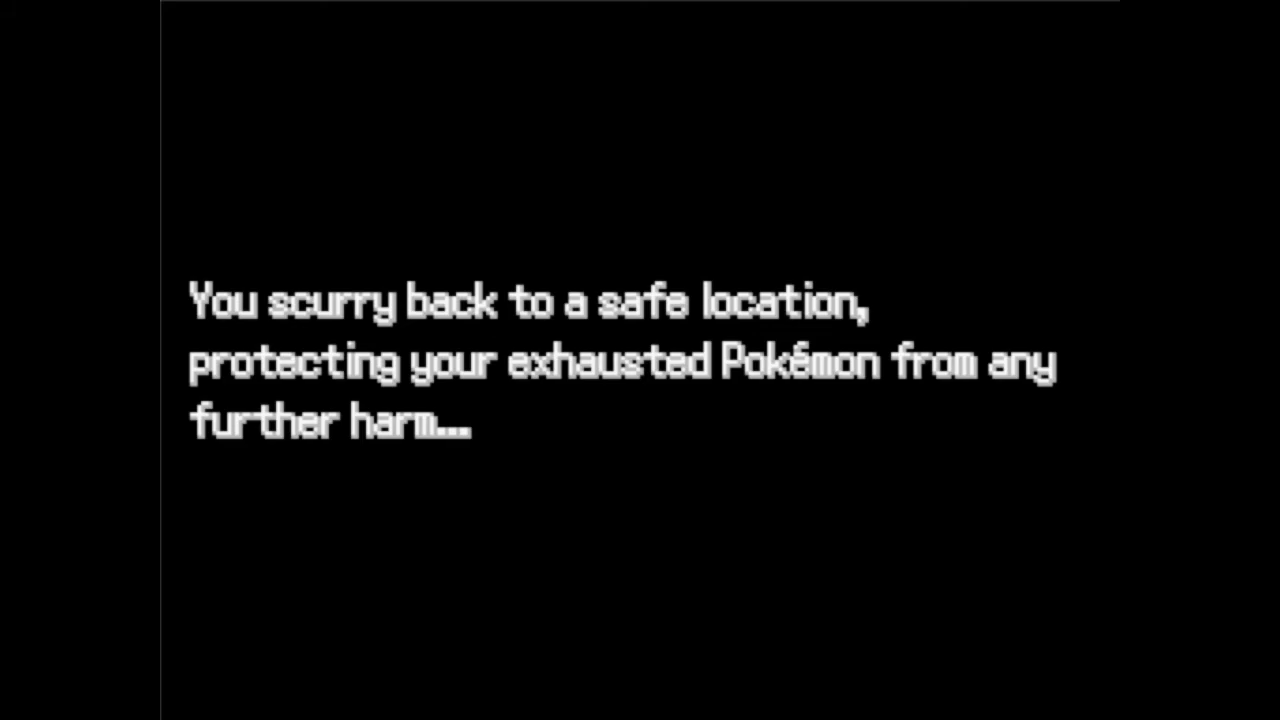 You scurry back to a safe location,
protecting your exhausted Pokémon from any
further harm...